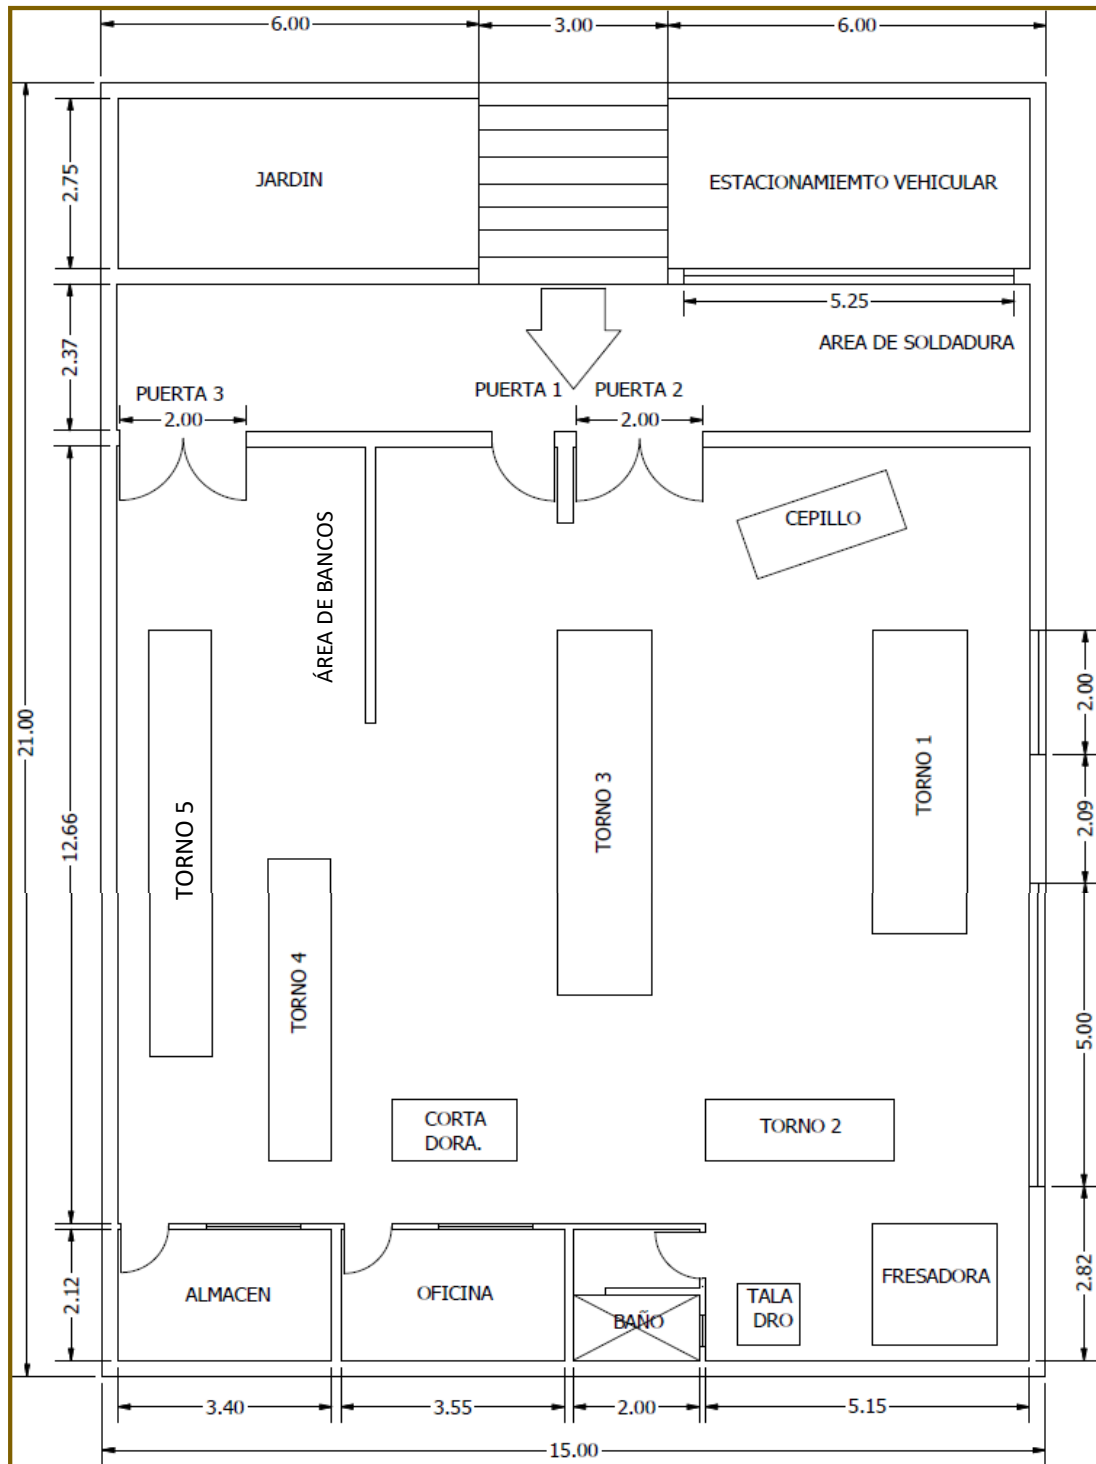 6.00
3.00
6.00
2.75
JARDIN
ESTACIONAMIEMTO VEHICULAR
5.25
AREA DE SOLDADURA
2.37
PUERTA 3
PUERTA 1
PUERTA 2
2.00
2.00
CEPILLO
ÁREA DE BANCOS
21.00
12.66
TORNO 5
TORNO 4
TORNO 3
TORNO 1
2.00
2.09
5.00
CORTA
DORA.
TORNO 2
2.12
ALMACEN
OFICINA
BAÑO
TALA
DRO
FRESADORA
2.82
3.40
3.55
2.00
5.15
15.00